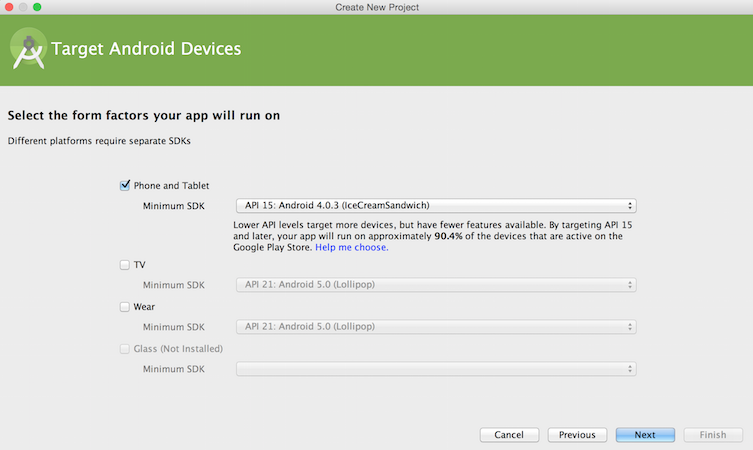 Create New Project
Target Android Devices
Select the form factors your app will run on
Different platforms require separate SDKs
Phone and Tablet
Minimum SDK API 15: Android 4.0.3 (IceCreamSandwich)
Lower API levels target more devices, but have fewer features available. By targeting API 15
and later, your app will run on approximately 90.4% of the devices that are active on the
Google Play Store. Help me choose.
TV
Minimum SDK API 21: Android 5.0 (Lollipop)
Wear
Minimum SDK API 21: Android 5.0 (Lollipop)
Glass (Not Installed)
Minimum SDK
Cancel Previous Next Finish